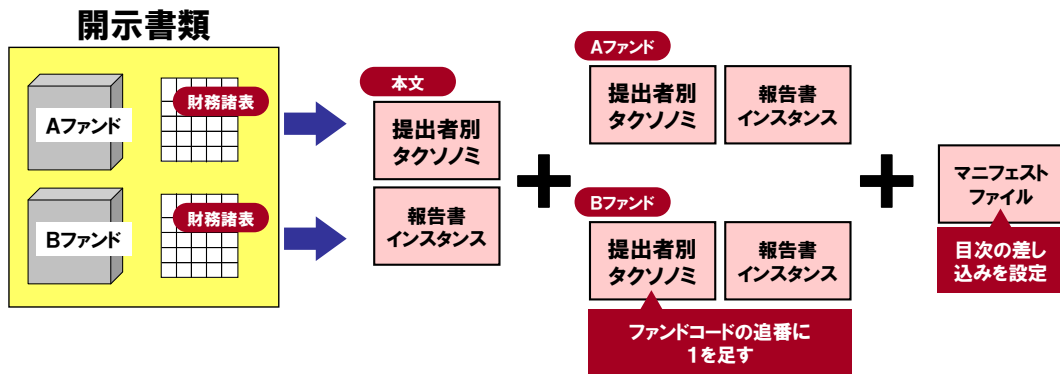 開示書類
Aファンド
財務諸表
Bファンド
財務諸表
本文
提出者別
タクソノミ
報告書
インスタンス
Aファンド
提出者別
タクソノミ
報告書
インスタンス
Bファンド
提出者別
タクソノミ
報告書
インスタンス
ファンドコードの追番に
1を足す
マニフェスト
ファイル
目次の差し
込みを設定